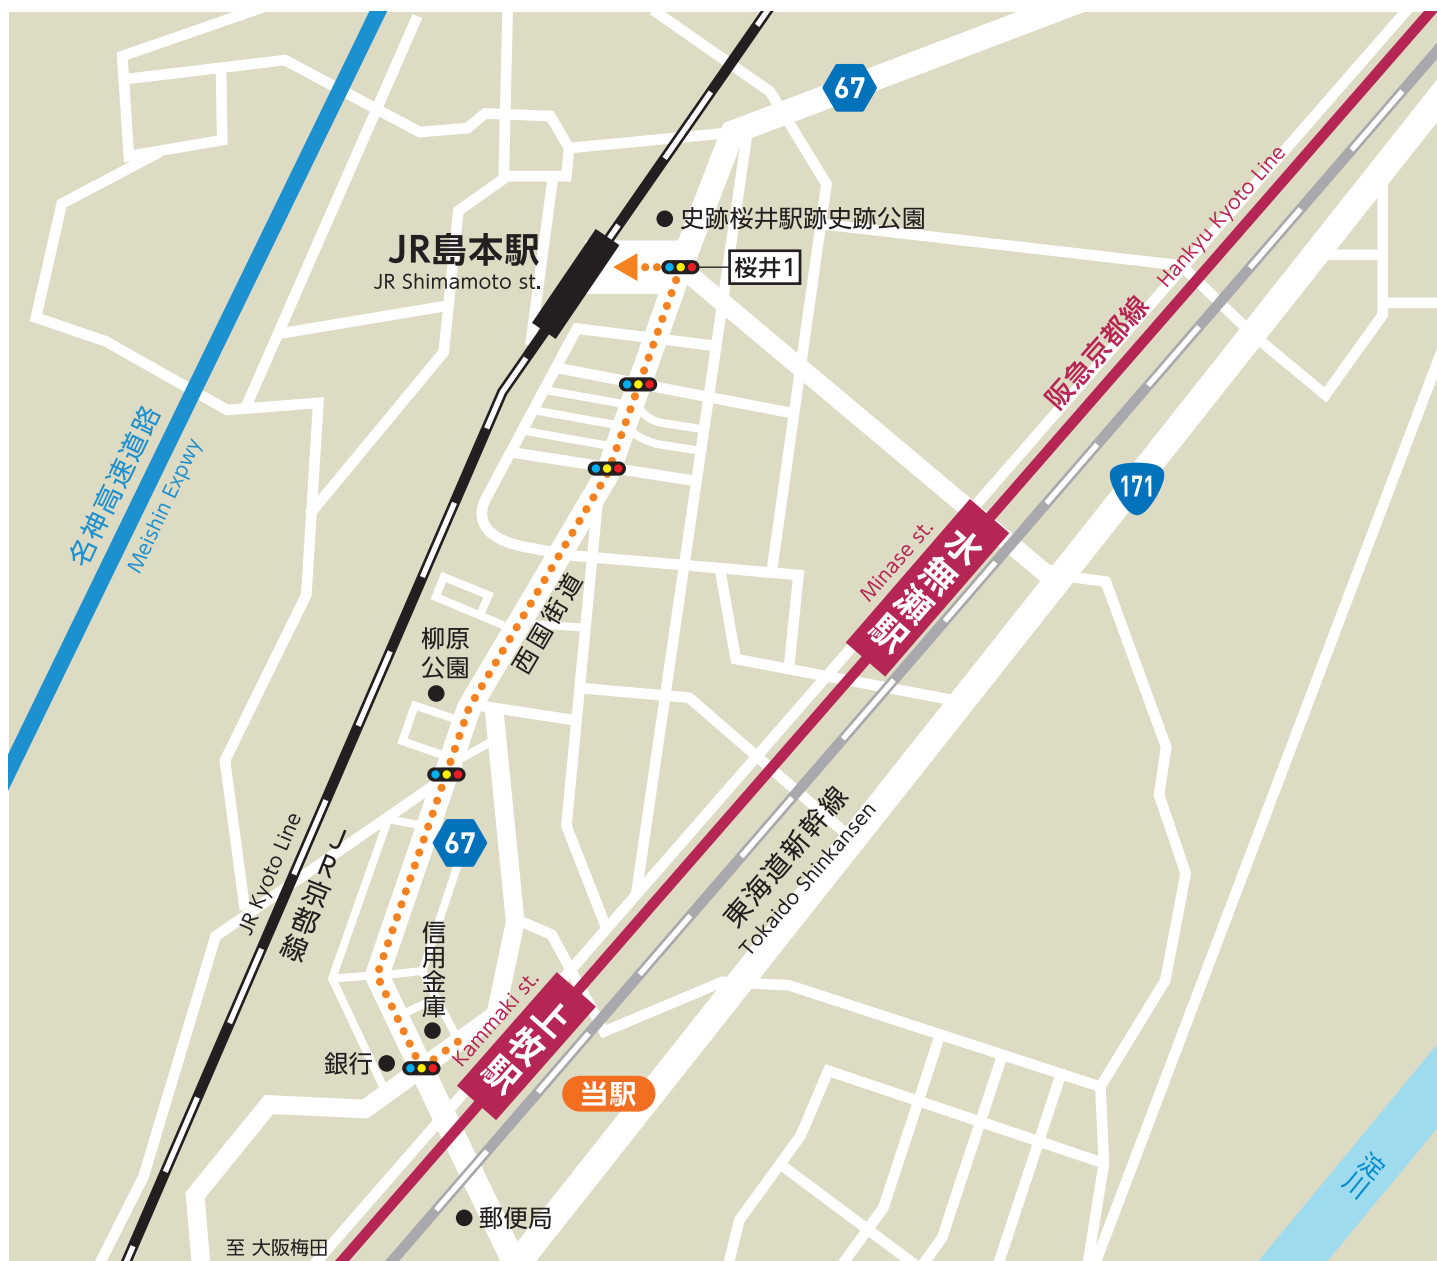 67
史跡桜井駅跡史跡公園
JR島本駅
JR Shimamoto st.
桜井1
阪急京都線
Hankyu Kyoto Line
名神高速道路
Meishin Expwy
171
水無瀬駅
Minase st.
西国街道
柳原
公園
67
JR Kyoto Line
JR京都線
東海道新幹線
Tokaido Shinkansen
信用金庫
銀行
上牧駅
Kammaki st.
当駅
淀川
郵便局
至 大阪梅田